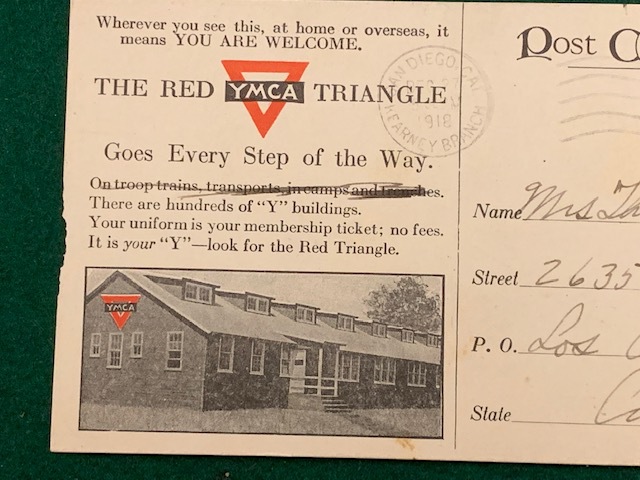 Wherever you see this, at home or overseas, it
means YOU ARE WELCOME.
THE RED YMCA TRIANGLE
Goes Every Step of the Way.
On troop trains, transports, in camps and trenches.
There are hundreds of "Y" buildings.
Your uniform is your membership ticket; no fees.
It is your "Y"—look for the Red Triangle.
YMCA
SAN DIEGO, CAL
DEC
1918
KEARNEY BRANCH
Post
Name Mrs
Street 2635
P. O. Los
State